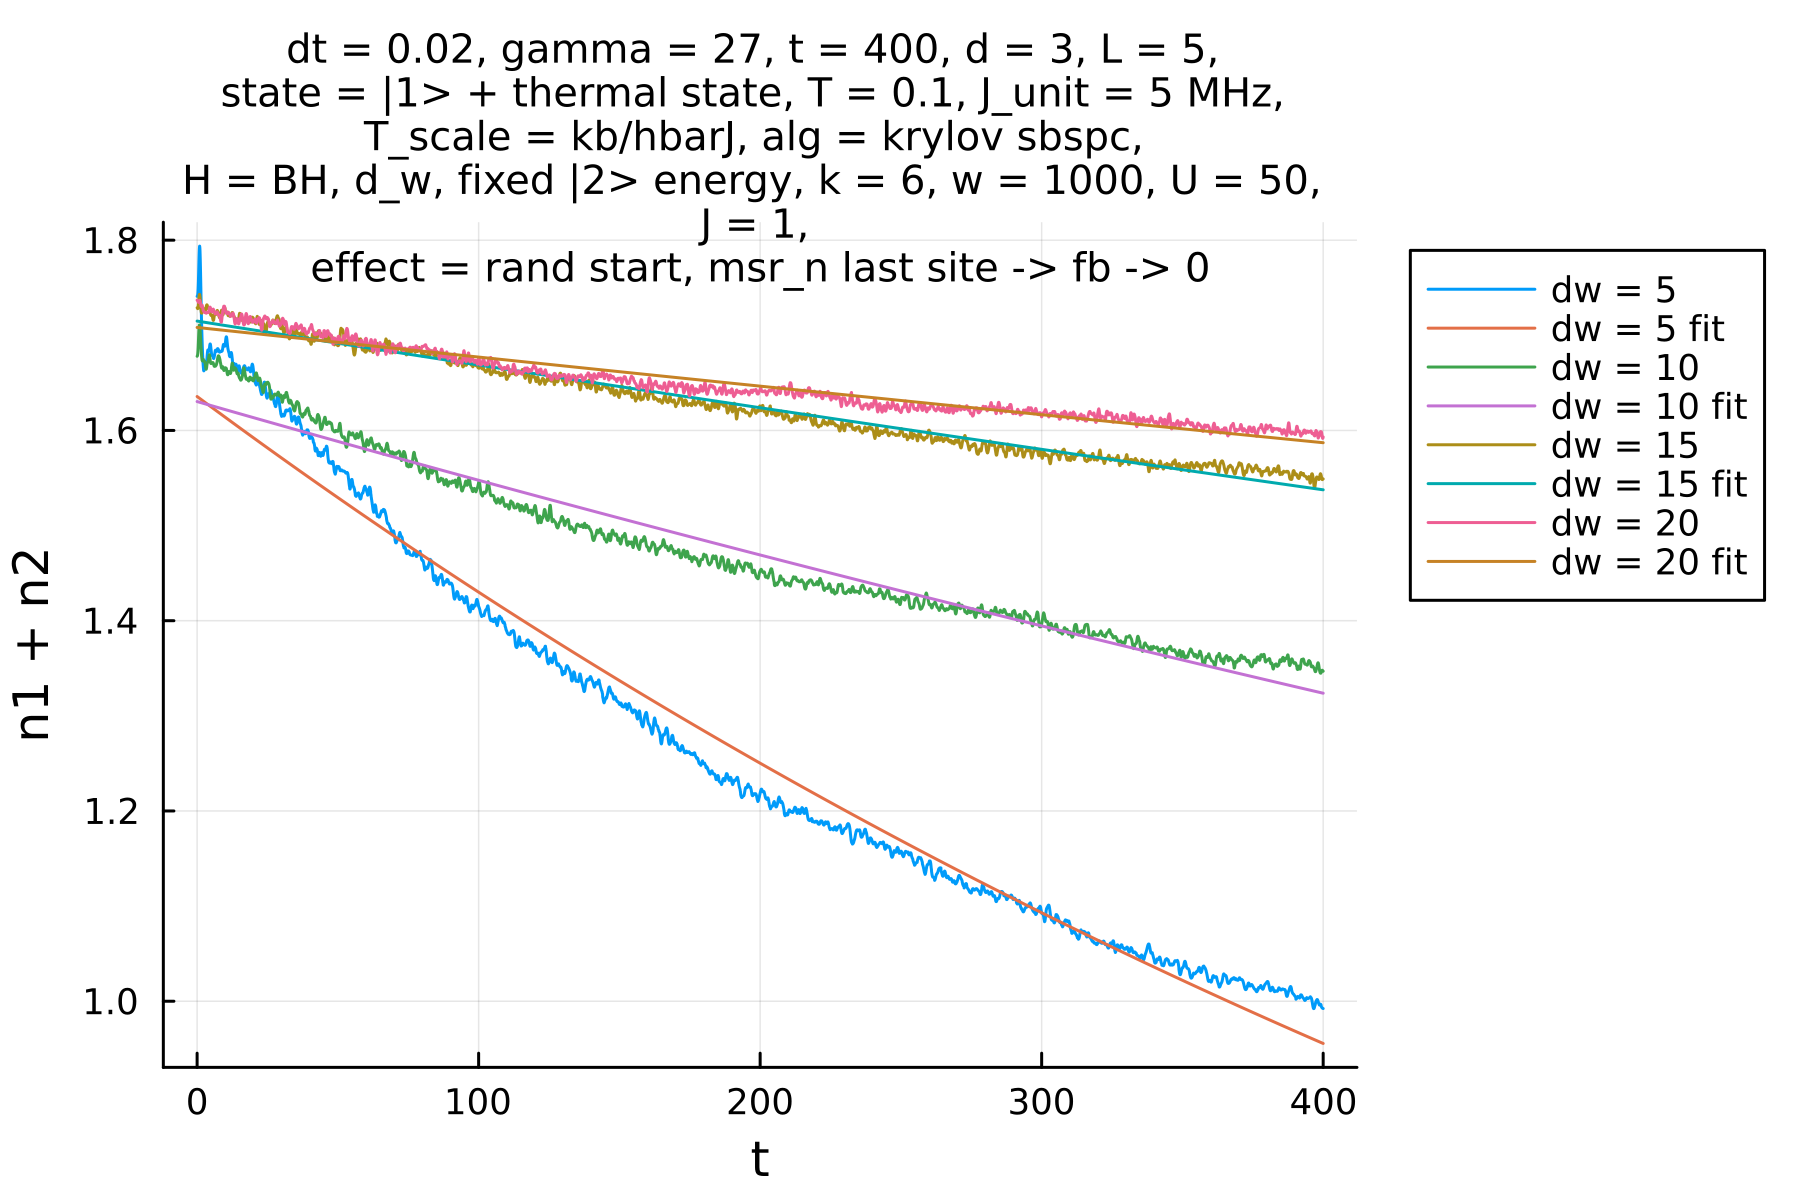 dt = 0.02, gamma = 27, t = 400, d = 3, L = 5,
state = |1> + thermal state, T = 0.1, J_unit = 5 MHz,
T_scale = kb/hbarJ, alg = krylov sbspc,
H = BH, d_w, fixed |2> energy, k = 6, w = 1000, U = 50,
J = 1,
effect = rand start, msr_n last site -> fb -> 0
n1 + n2
1.8
1.6
1.4
1.2
1.0
0
100
200
300
400
t
dw = 5
dw = 5 fit
dw = 10
dw = 10 fit
dw = 15
dw = 15 fit
dw = 20
dw = 20 fit